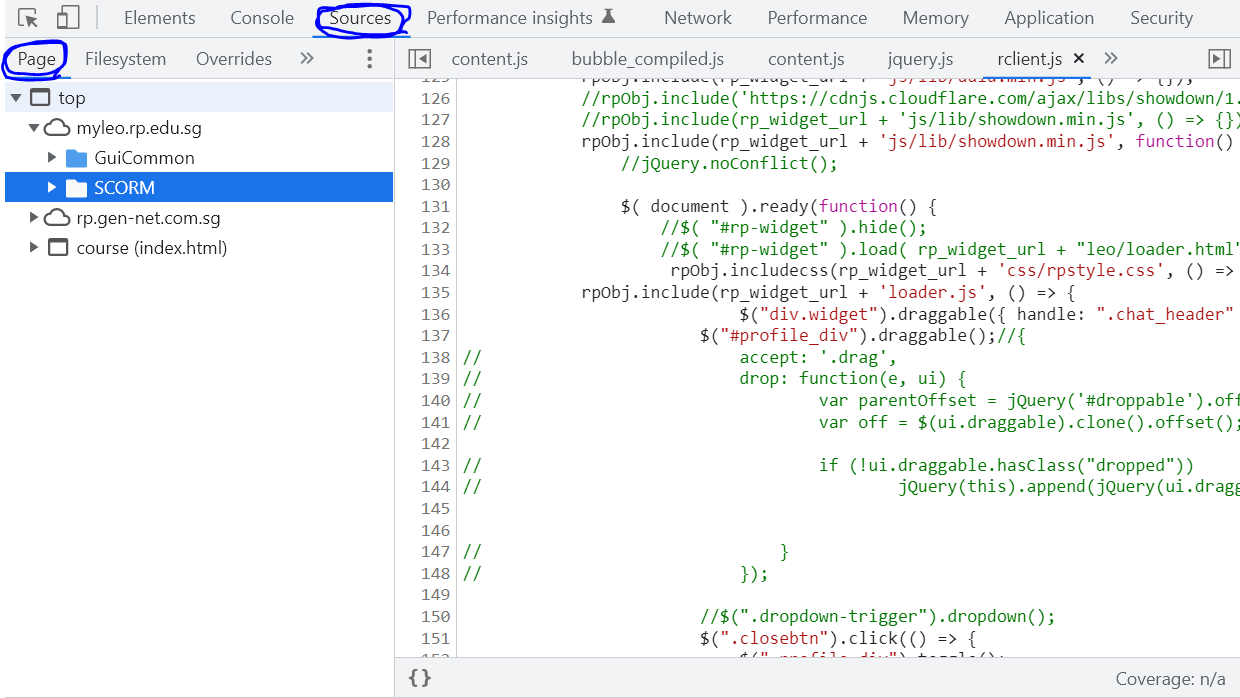 Elements Console Sources Performance insights Network Performance Memory Application Security
Page Filesystem Overrides » content.js bubble_compiled.js content.js jquery.js rclient.js × »
top
myleo.rp.edu.sg
GuiCommon
SCORM
rp.gen-net.com.sg
course (index.html)
126 //rpObj.include('https://cdnjs.cloudflare.com/ajax/libs/showdown/1.
127 //rpObj.include(rp_widget_url + 'js/lib/showdown.min.js', () => {})
128 rpObj.include(rp_widget_url + 'js/lib/showdown.min.js', function()
129 //jQuery.noConflict();
130
131 $( document ).ready(function() {
132 //$( "#rp-widget" ).hide();
133 //$( "#rp-widget" ).load( rp_widget_url + "leo/loader.html"
134 rpObj.includecss(rp_widget_url + 'css/rpstyle.css', () =>
135 rpObj.include(rp_widget_url + 'loader.js', () => {
136 $("div.widget").draggable({ handle: ".chat_header"
137 $("#profile_div").draggable();//{
138 // accept: '.drag',
139 // drop: function(e, ui) {
140 // var parentOffset = jQuery('#droppable').off
141 // var off = $(ui.draggable).clone().offset();
142
143 // if (!ui.draggable.hasClass("dropped"))
144 // jQuery(this).append(jQuery(ui.dragg
145
146
147 // }
148 // });
149
150 //$(".dropdown-trigger").dropdown();
151 $(".closebtn").click(() => {
{} Coverage: n/a